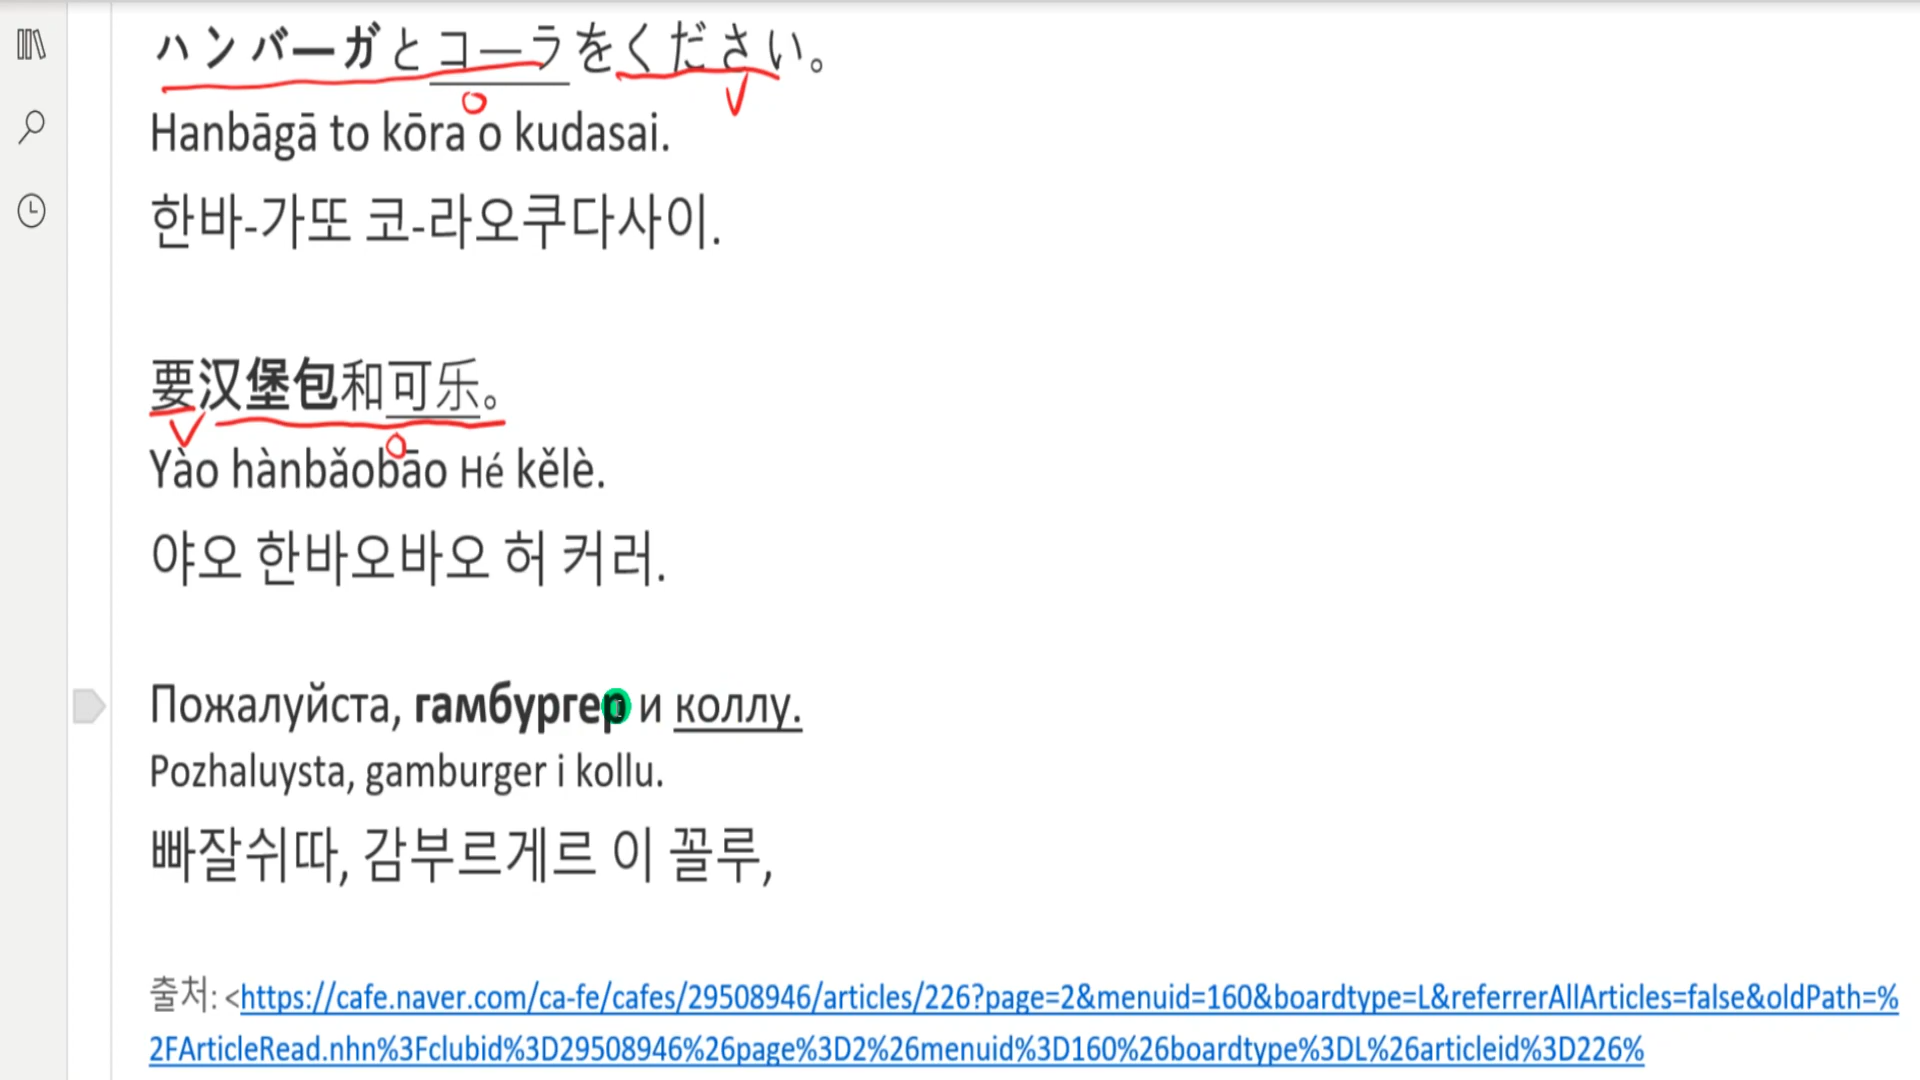 ハンバーガとコーラをください。
Hanbāgā to kōra o kudasai.
한바-가또 코-라오쿠다사이.
要汉堡包和可乐。
Yào hànbǎobāo Hé kělè.
야오 한바오바오 허 커러.
Пожалуйста, гамбургер и коллу.
Pozhaluysta, gamburger i kollu.
빠잘쉬따, 감부르게르 이 꼴루,
출처: <https://cafe.naver.com/ca-fe/cafes/29508946/articles/226?page=2&menuid=160&boardtype=L&referrerAllArticles=false&oldPath=%
2FArticleRead.nhn%3Fclubid%3D29508946%26page%3D2%26menuid%3D160%26boardtype%3DL%26articleid%3D226%